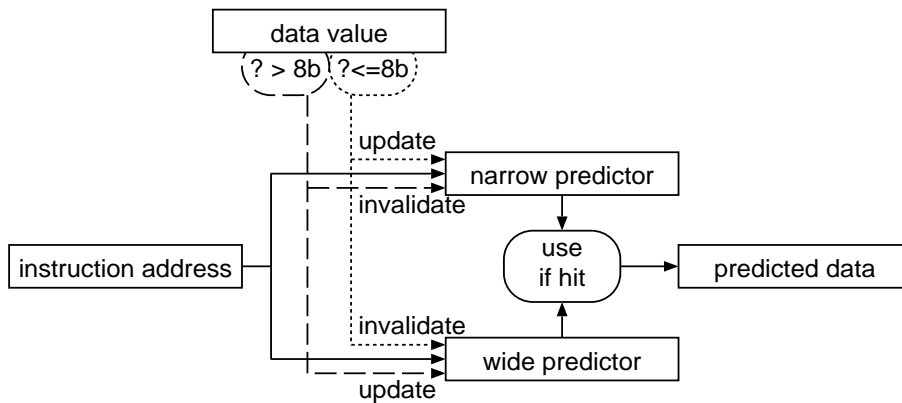 data value
? > 8b
?<=8b
update
narrow predictor
invalidate
instruction address
use
if hit
predicted data
invalidate
wide predictor
update